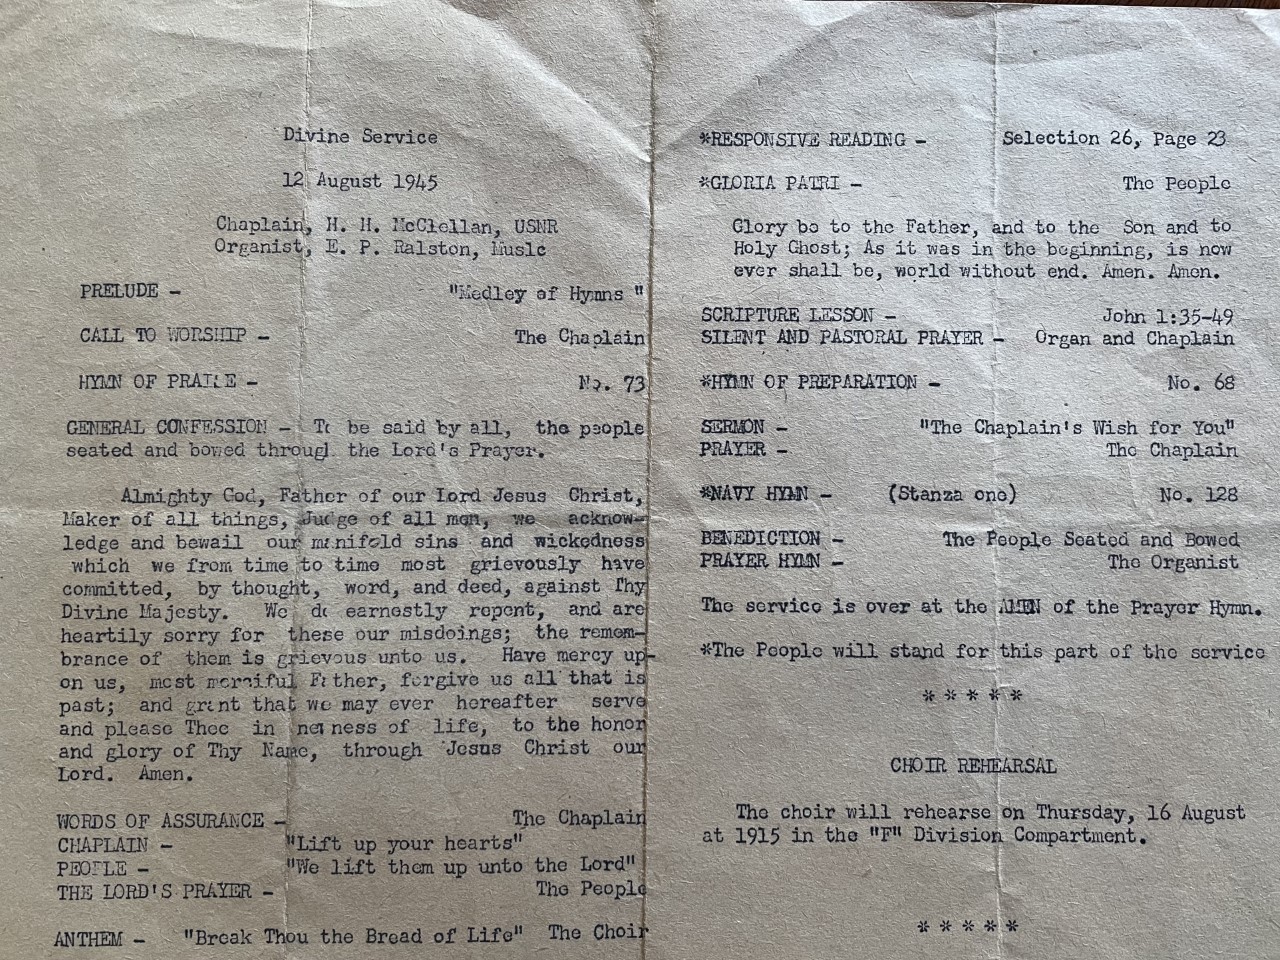 Divine Service
12 August 1945
Chaplain, H. H. McClellan, USNR
Organist, E. P. Ralston, Music
PRELUDE - "Medley of Hymns "
CALL TO WORSHIP - The Chaplain
HYMN OF PRAISE - No. 73
GENERAL CONFESSION - To be said by all, the people
seated and bowed through the Lord's Prayer.
Almighty God, Father of our Lord Jesus Christ,
Maker of all things, Judge of all men, we acknow-
ledge and bewail our manifold sins and wickedness
which we from time to time most grievously have
committed, by thought, word, and deed, against Thy
Divine Majesty. We do earnestly repent, and are
heartily sorry for these our misdoings; the remem-
brance of them is grievous unto us. Have mercy up-
on us, most merciful Father, forgive us all that is
past; and grant that we may ever hereafter serve
and please Thee in newness of life, to the honor
and glory of Thy Name, through Jesus Christ our
Lord. Amen.
WORDS OF ASSURANCE - The Chaplain
CHAPLAIN - "Lift up your hearts"
PEOPLE - "We lift them up unto the Lord"
THE LORD'S PRAYER - The People
ANTHEM - "Break Thou the Bread of Life" The Choir
*RESPONSIVE READING - Selection 26, Page 23
*GLORIA PATRI - The People
Glory be to the Father, and to the Son and to
Holy Ghost; As it was in the beginning, is now
ever shall be, world without end. Amen. Amen.
SCRIPTURE LESSON - John 1:35-49
SILENT AND PASTORAL PRAYER - Organ and Chaplain
*HYMN OF PREPARATION - No. 68
SERMON - "The Chaplain's Wish for You"
PRAYER - The Chaplain
*NAVY HYMN - (Stanza one) No. 128
BENEDICTION - The People Seated and Bowed
PRAYER HYMN - The Organist
The service is over at the AMEN of the Prayer Hymn.
*The People will stand for this part of the service
* * * * *
CHOIR REHEARSAL
The choir will rehearse on Thursday, 16 August
at 1915 in the "F" Division Compartment.
* * * * *